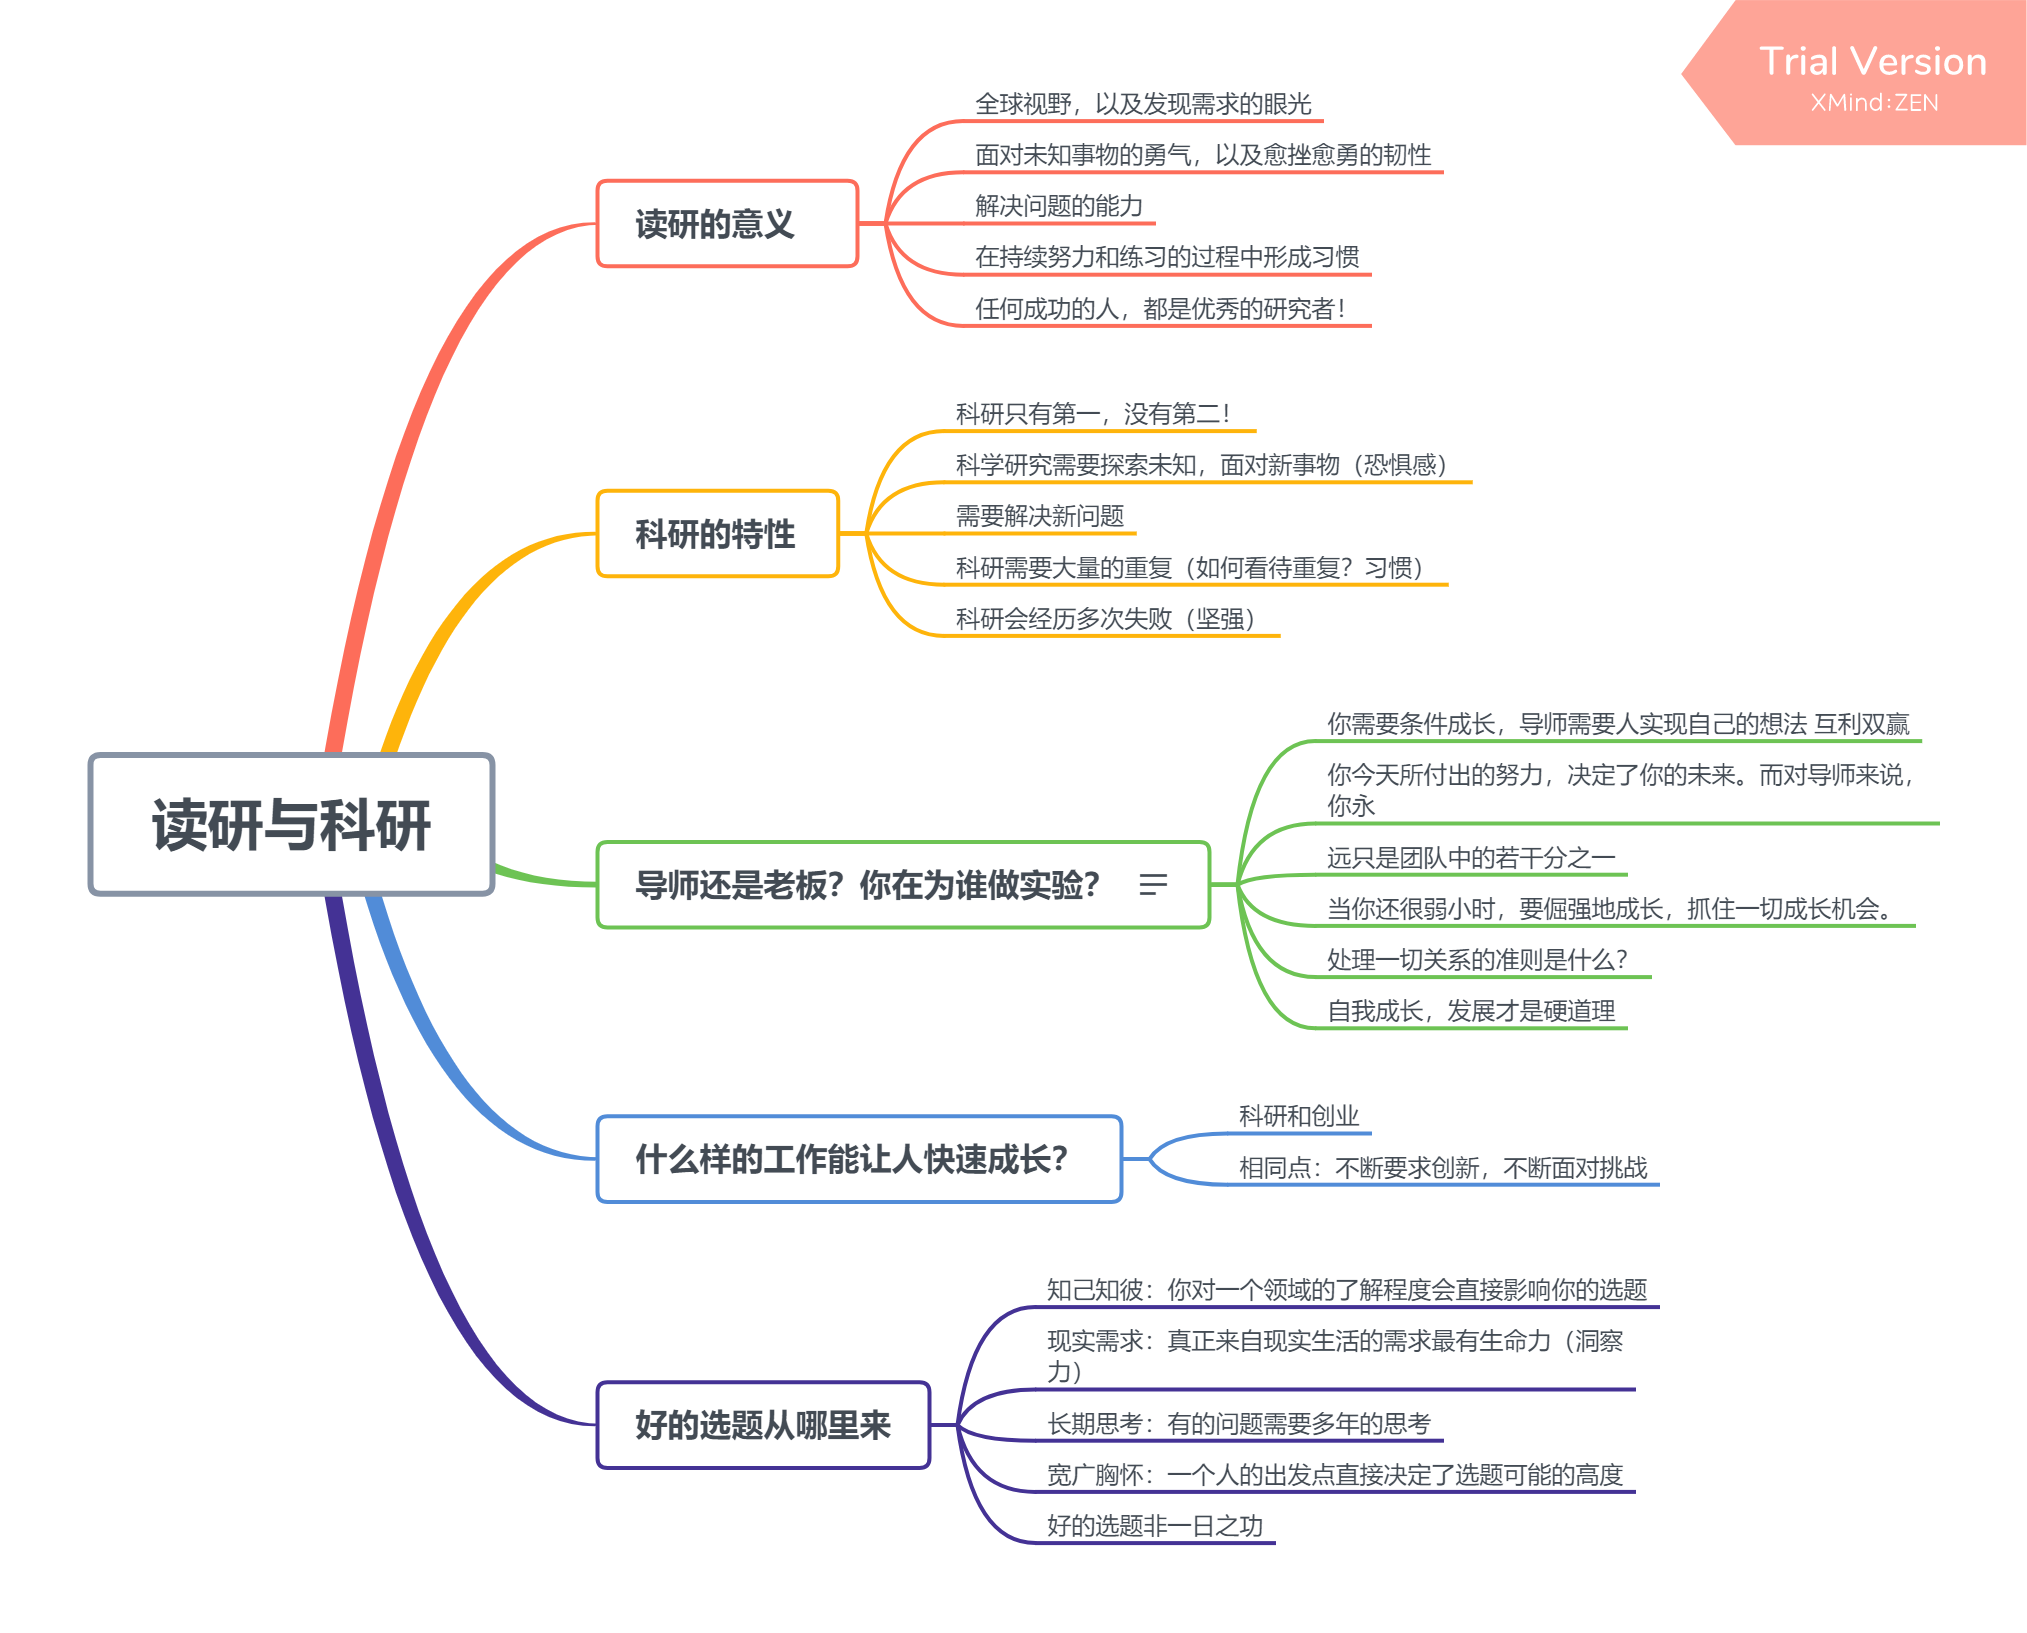 Trial Version
XMind:ZEN
读研与科研
读研的意义
全球视野，以及发现需求的眼光
面对未知事物的勇气，以及愈挫愈勇的韧性
解决问题的能力
在持续努力和练习的过程中形成习惯
任何成功的人，都是优秀的研究者！
科研的特性
科研只有第一，没有第二！
科学研究需要探索未知，面对新事物（恐惧感）
需要解决新问题
科研需要大量的重复（如何看待重复？习惯）
科研会经历多次失败（坚强）
导师还是老板？你在为谁做实验？
你需要条件成长，导师需要人实现自己的想法 互利双赢
你今天所付出的努力，决定了你的未来。而对导师来说，
你永
远只是团队中的若干分之一
当你还很弱小时，要倔强地成长，抓住一切成长机会。
处理一切关系的准则是什么？
自我成长，发展才是硬道理
什么样的工作能让人快速成长？
科研和创业
相同点：不断要求创新，不断面对挑战
好的选题从哪里来
知己知彼：你对一个领域的了解程度会直接影响你的选题
现实需求：真正来自现实生活的需求最有生命力（洞察
力）
长期思考：有的问题需要多年的思考
宽广胸怀：一个人的出发点直接决定了选题可能的高度
好的选题非一日之功